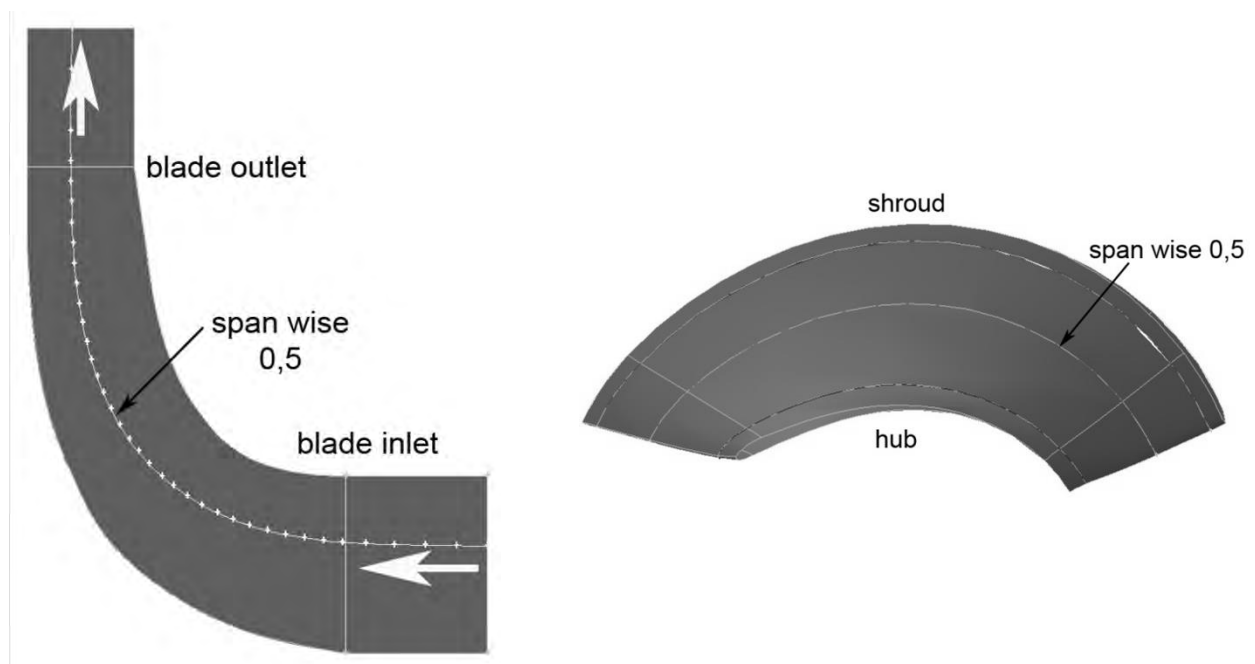 blade outlet
span wise
0,5
blade inlet
shroud
span wise 0,5
hub